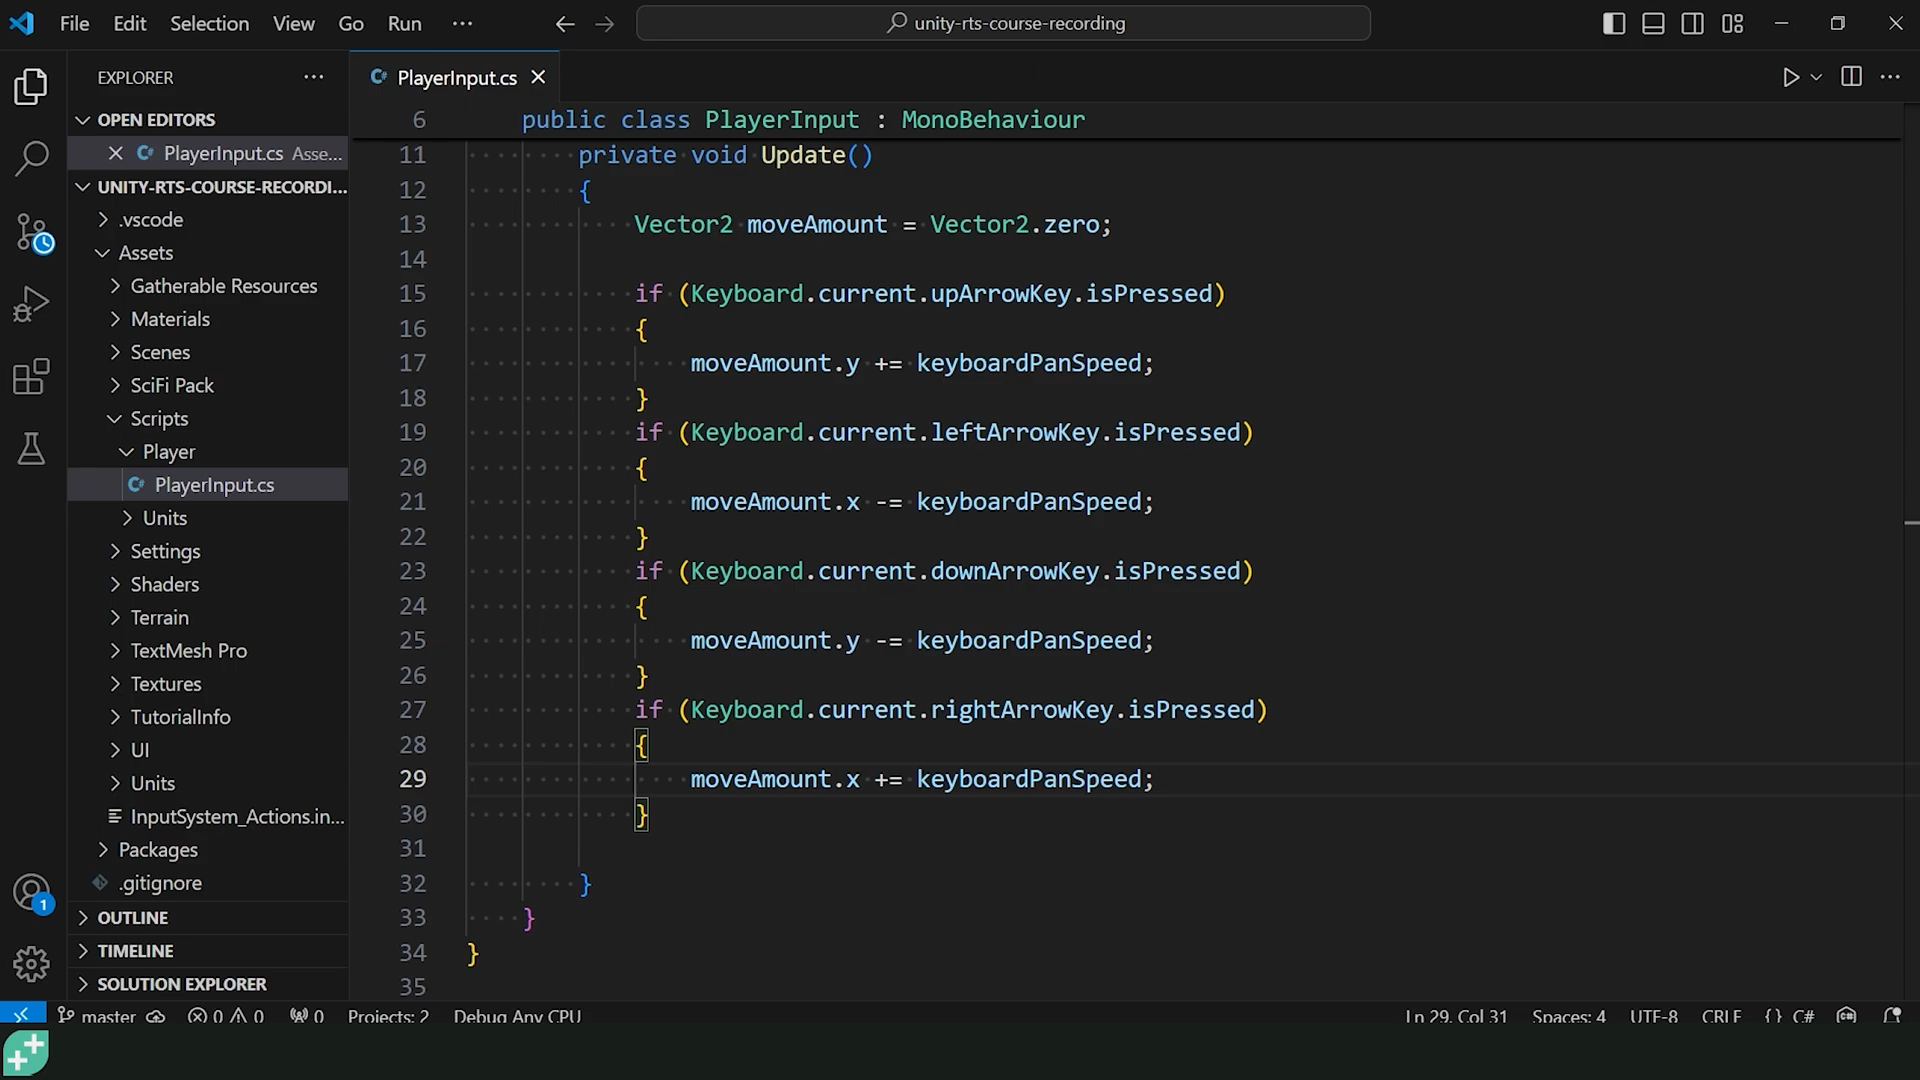 File Edit Selection View Go Run ··· unity-rts-course-recording
EXPLORER ···
OPEN EDITORS
PlayerInput.cs Asse...
UNITY-RTS-COURSE-RECORDI...
.vscode
Assets
Gatherable Resources
Materials
Scenes
SciFi Pack
Scripts
Player
PlayerInput.cs
Units
Settings
Shaders
Terrain
TextMesh Pro
Textures
TutorialInfo
UI
Units
InputSystem_Actions.in...
Packages
.gitignore
OUTLINE
TIMELINE
SOLUTION EXPLORER
PlayerInput.cs
6 public class PlayerInput : MonoBehaviour
11 private void Update()
12 {
13 Vector2 moveAmount = Vector2.zero;
14
15 if (Keyboard.current.upArrowKey.isPressed)
16 {
17 moveAmount.y += keyboardPanSpeed;
18 }
19 if (Keyboard.current.leftArrowKey.isPressed)
20 {
21 moveAmount.x -= keyboardPanSpeed;
22 }
23 if (Keyboard.current.downArrowKey.isPressed)
24 {
25 moveAmount.y -= keyboardPanSpeed;
26 }
27 if (Keyboard.current.rightArrowKey.isPressed)
28 {
29 moveAmount.x += keyboardPanSpeed;
30 }
31
32 }
33 }
34 }
35
1
master 0 0 0 Projects: 2 Debug Any CPU Ln 29, Col 31 Spaces: 4 UTF-8 CRLF {} C#